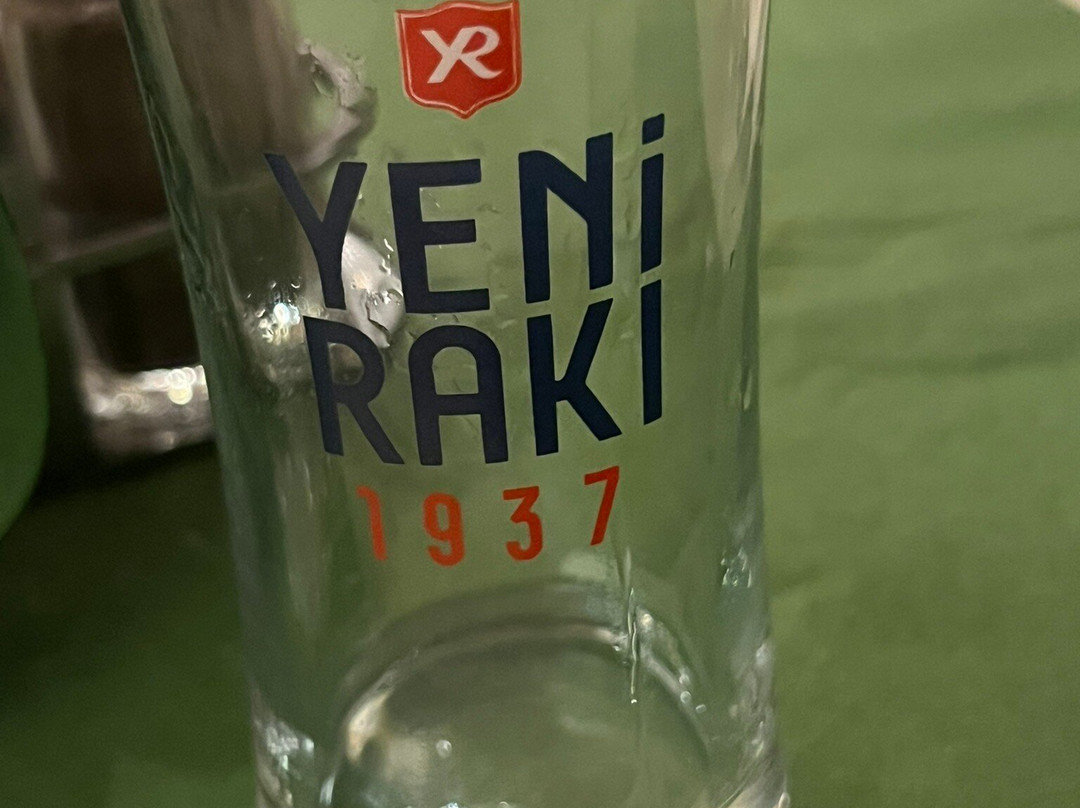 YR
YENİ
RAKI
1937